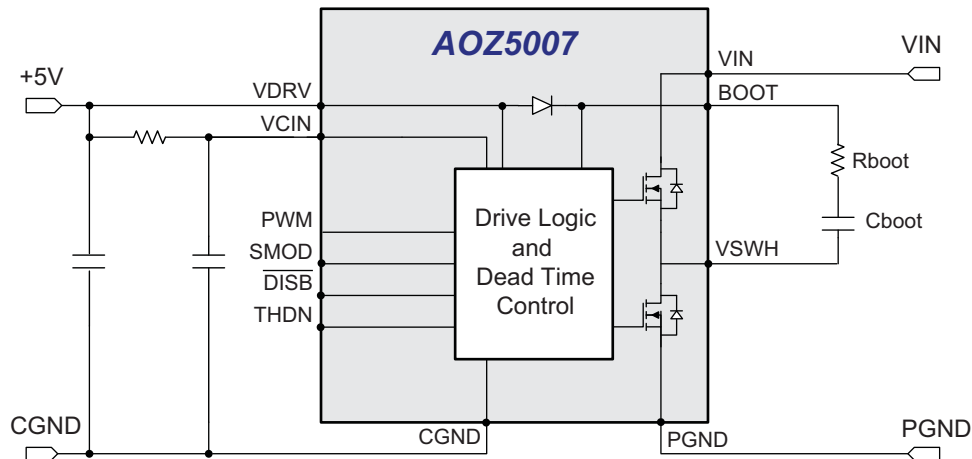 AOZ5007
VIN
VIN
+5V
VDRV
BOOT
VCIN
Rboot
Cboot
PWM
SMOD
DISB
THDN
Drive Logic
and
Dead Time
Control
VSWH
CGND
CGND
PGND
PGND